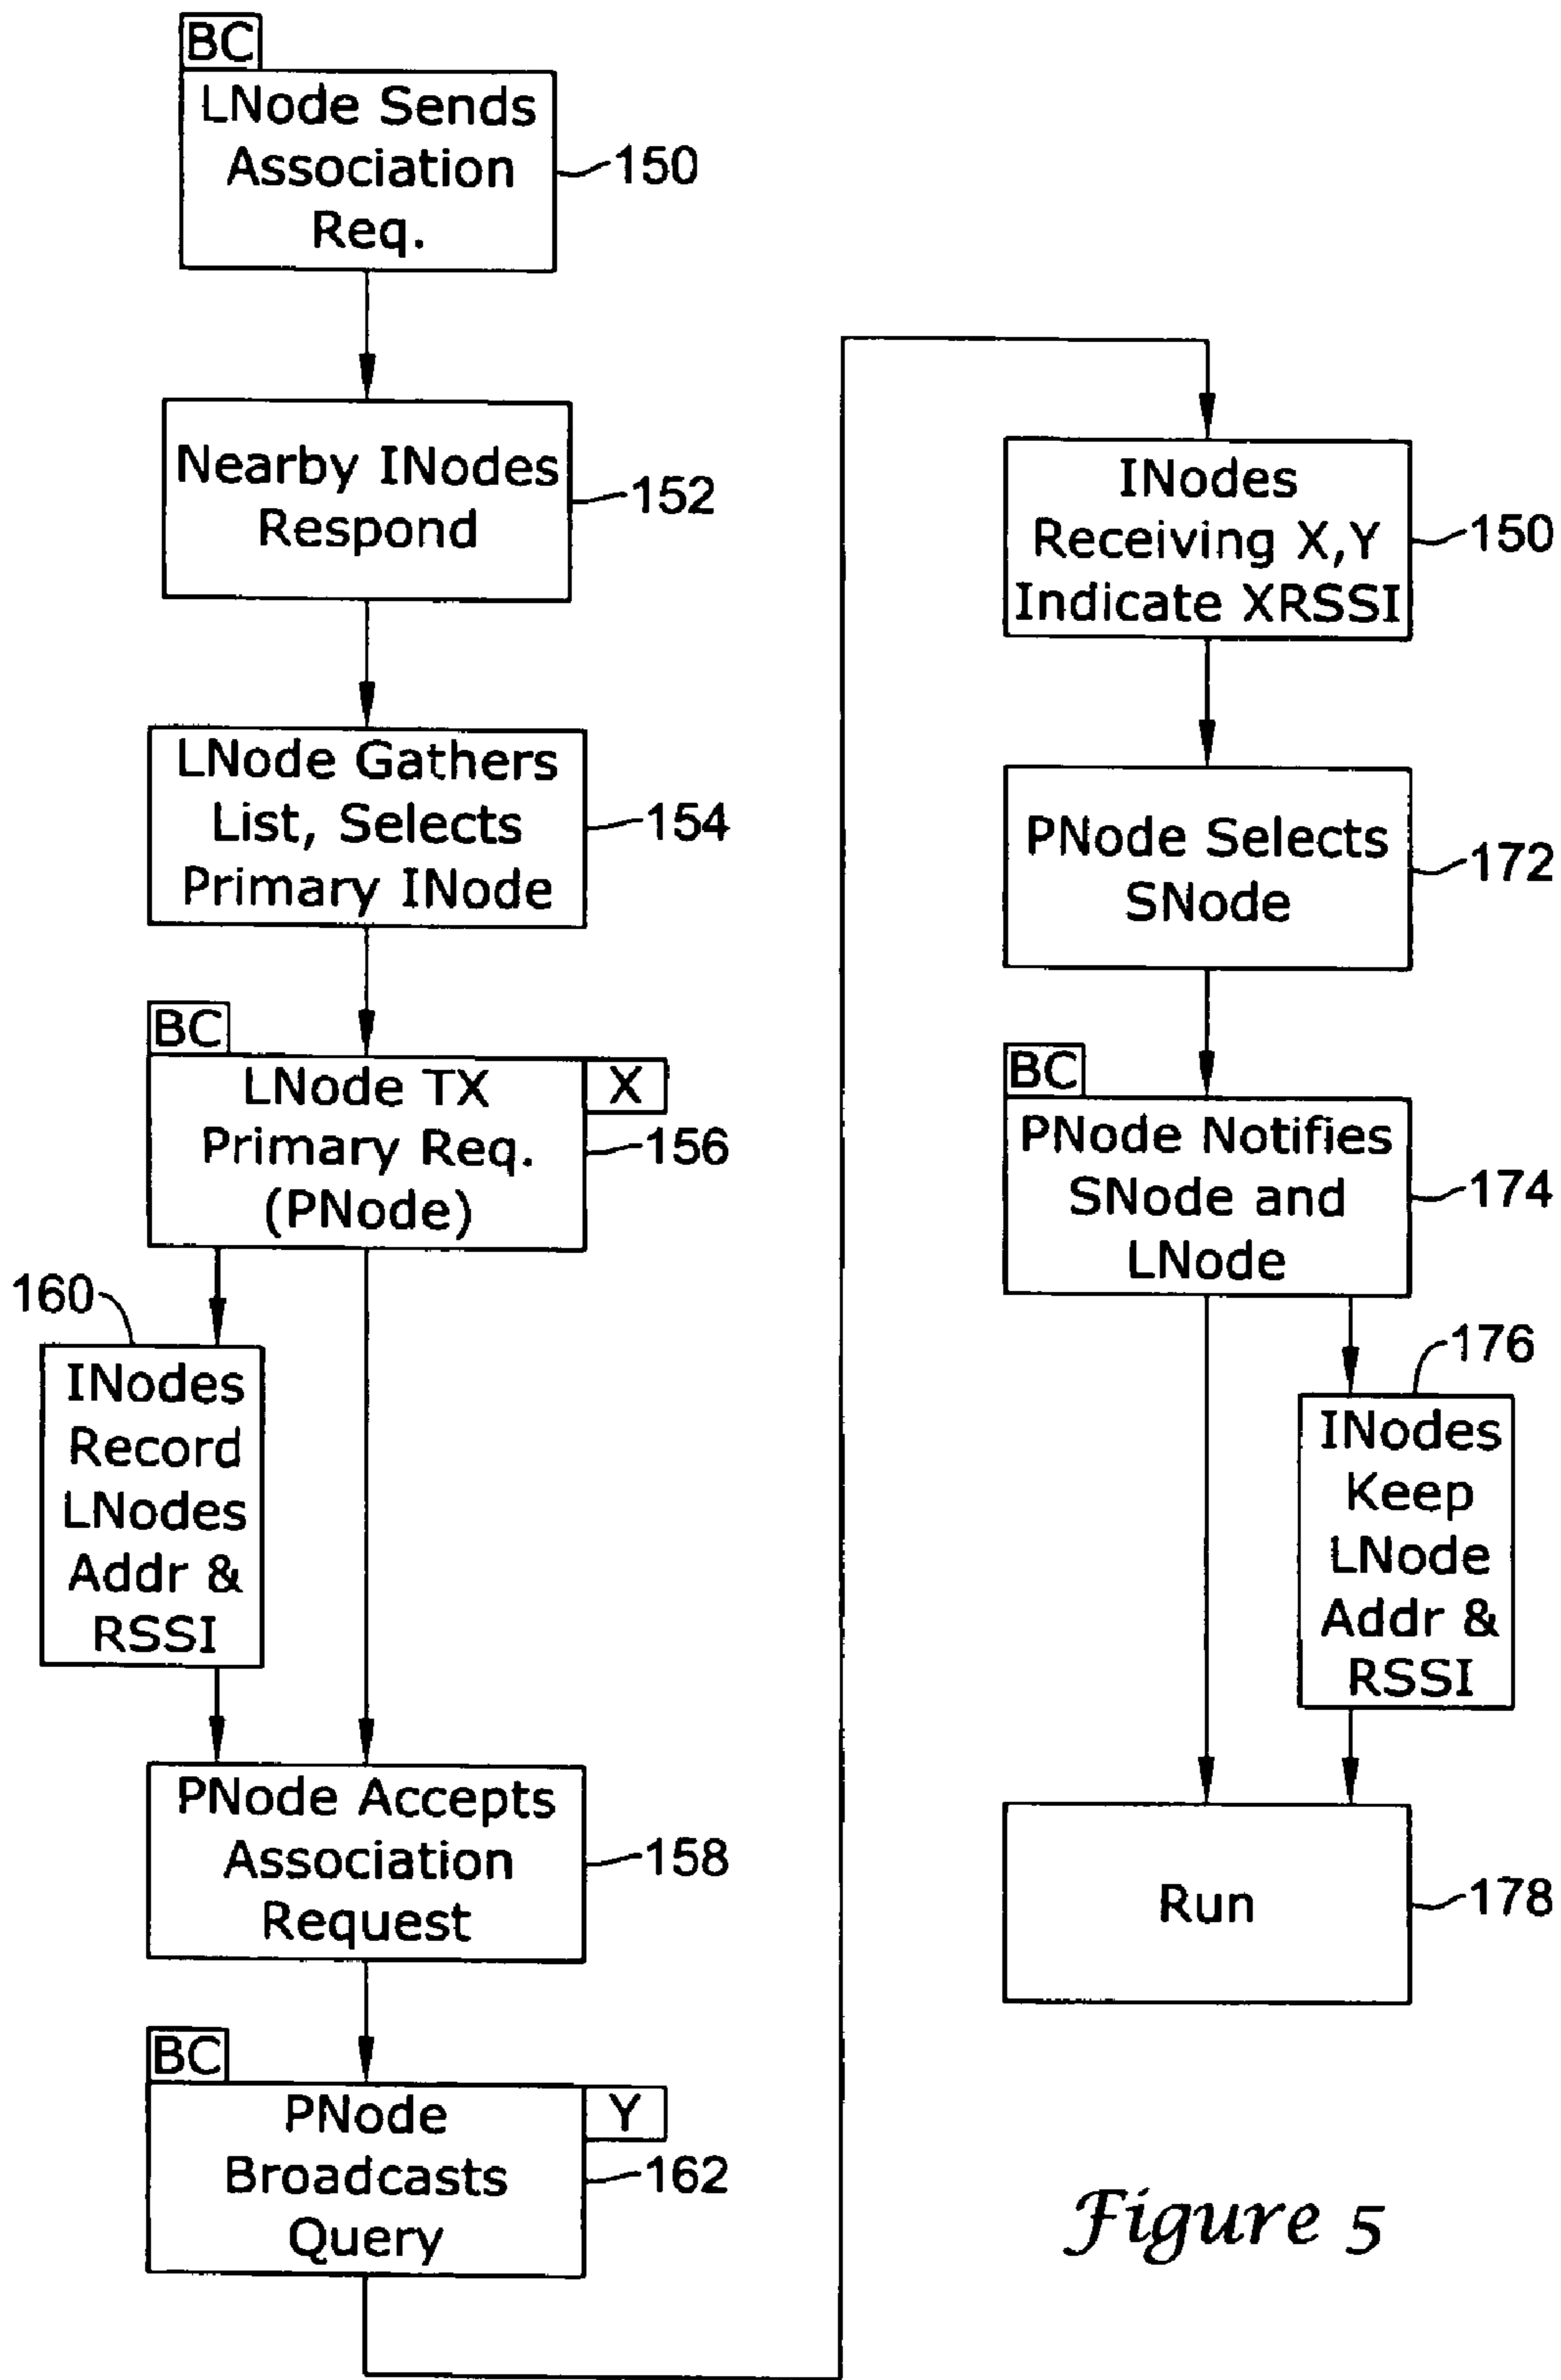 BC
LNode Sends
Association
Req.
150
Nearby INodes
Respond
152
LNode Gathers
List, Selects
Primary INode
154
BC
LNode TX
Primary Req.
(PNode)
X
156
160
INodes
Record
LNodes
Addr &
RSSI
PNode Accepts
Association
Request
158
BC
PNode
Broadcasts
Query
Y
162
INodes
Receiving X,Y
Indicate XRSSI
150
PNode Selects
SNode
172
BC
PNode Notifies
SNode and
LNode
174
176
INodes
Keep
LNode
Addr &
RSSI
Run
178
Figure 5